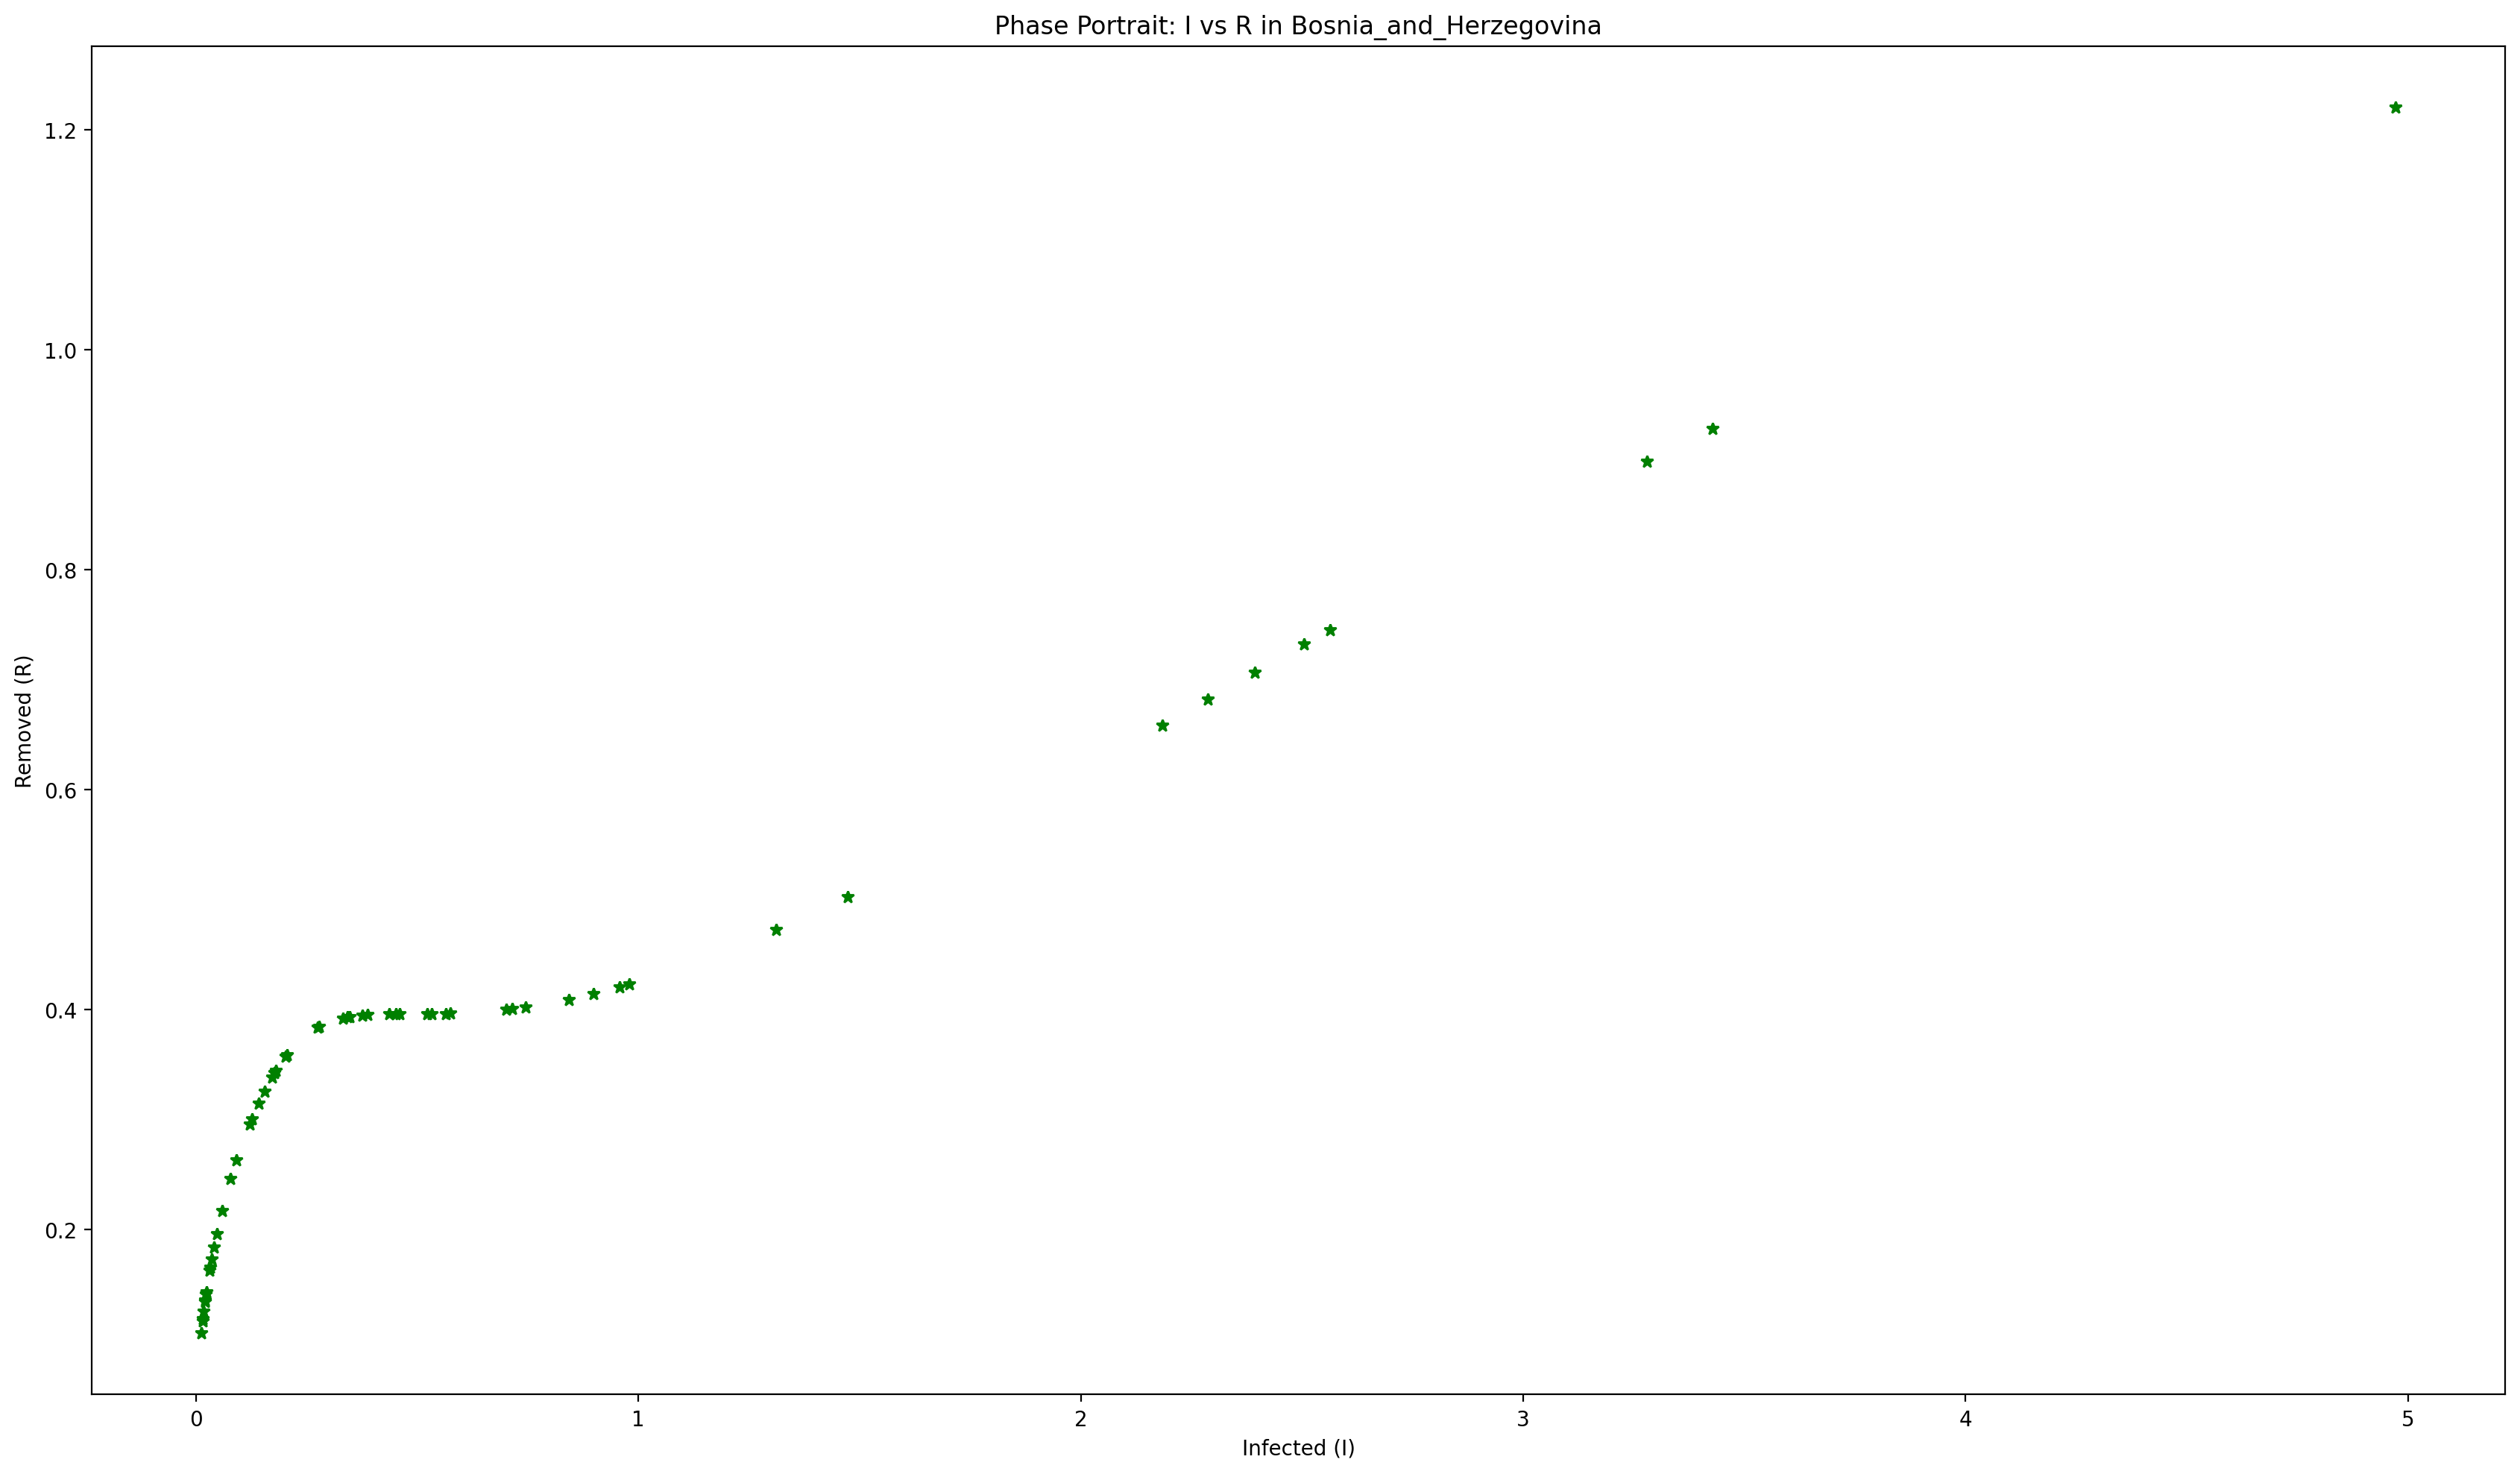 Phase Portrait: I vs R in Bosnia_and_Herzegovina
1.2
1.0
0.8
0.6
0.4
0.2
Removed (R)
0 1 2 3 4 5
Infected (I)